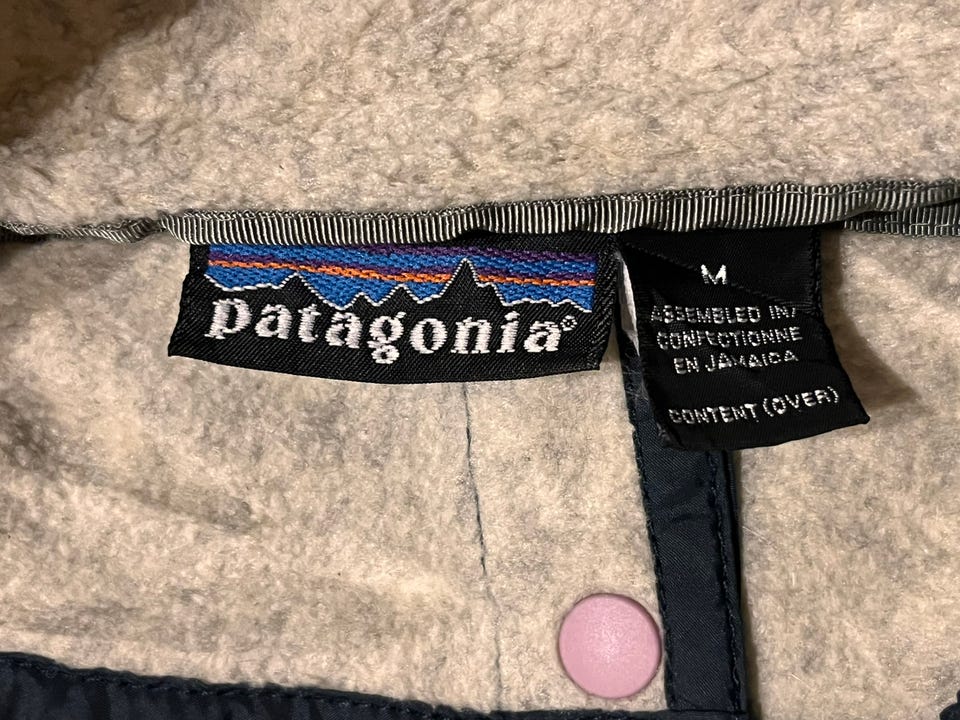 patagonia®
M
ASSEMBLED IN/
CONFECTIONNE
EN JAMAICA
CONTENT (OVER)